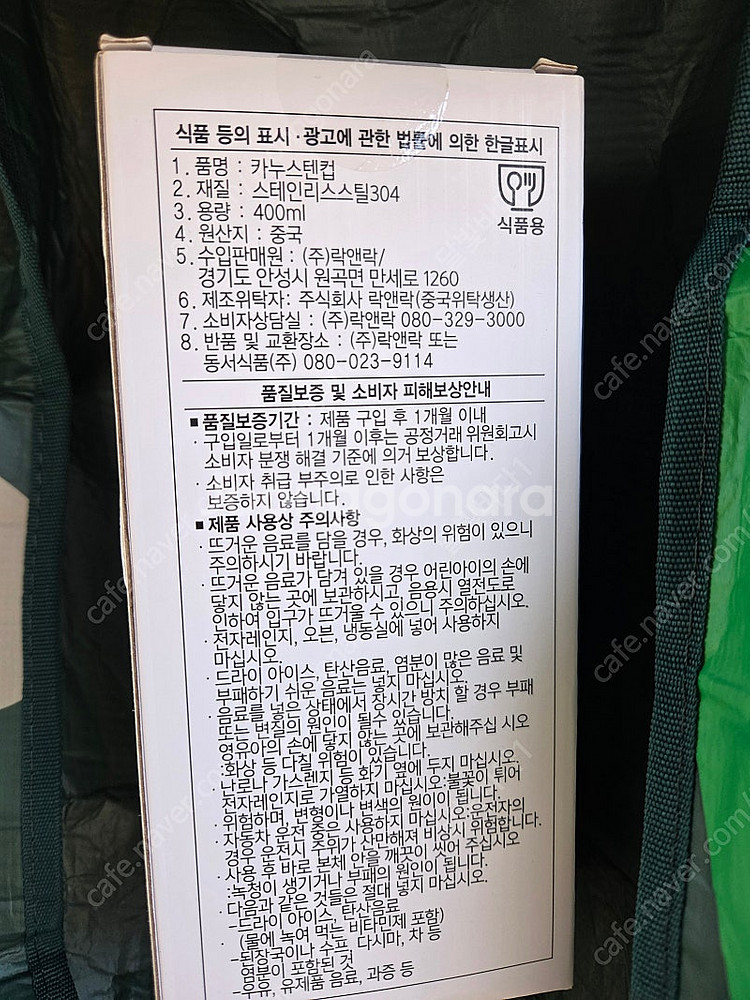 식품 등의 표시·광고에 관한 법률에 의한 한글표시
1. 품명 : 카누스텐컵
2. 재질 : 스테인리스스틸304
3. 용량 : 400ml
4. 원산지 : 중국
5. 수입판매원 : (주)락앤락/
경기도 안성시 원곡면 만세로 1260
6. 제조위탁자: 주식회사 락앤락(중국위탁생산)
7. 소비자상담실 : (주)락앤락 080-329-3000
8. 반품 및 교환장소 : (주)락앤락 또는
동서식품(주) 080-023-9114
식품용
품질보증 및 소비자 피해보상안내
■ 품질보증기간 : 제품 구입 후 1개월 이내
· 구입일로부터 1개월 이후는 공정거래 위원회고시
소비자 분쟁 해결 기준에 의거 보상합니다.
· 소비자 취급 부주의로 인한 사항은
보증하지 않습니다.
■ 제품 사용상 주의사항
· 뜨거운 음료를 담을 경우, 화상의 위험이 있으니
주의하시기 바랍니다.
· 뜨거운 음료가 담겨 있을 경우 어린아이의 손에
닿지 않는 곳에 보관하시고, 음용시 열전도로
인하여 입구가 뜨거울 수 있으니 주의하십시오.
· 전자레인지, 오븐, 냉동실에 넣어 사용하지
마십시오.
· 드라이 아이스, 탄산음료, 염분이 많은 음료 및
부패하기 쉬운 음료는 넣지 마십시오.
· 음료를 넣은 상태에서 장시간 방치 할 경우 부패
또는 변질의 원인이 될수 있습니다.
· 영유아의 손에 닿지 않는 곳에 보관해주십 시오
:화상 등 다칠 위험이 있습니다.
· 난로나 가스렌지 등 화기 옆에 두지 마십시오.
· 전자레인지로 가열하지 마십시오:불꽃이 튀어
위험하며, 변형이나 변색의 원이이 됩니다.
· 자동차 운전 중은 사용하지 마십시오:운전자의
경우 운전시 주위가 산만해져 비상시 위험합니다.
· 사용 후 바로 본체 안을 깨끗이 씻어 주십시오
:녹청이 생기거나 부패의 원인이 됩니다.
· 다음과 같은 것들은 절대 넣지 마십시오.
-드라이 아이스, 탄산음료
(물에 녹여 먹는 비타민제 포함)
-된장국이나 수프, 다시마, 차 등
염분이 포함된 것
-우유, 유제품 음료, 과증 등
cafe.naver.com